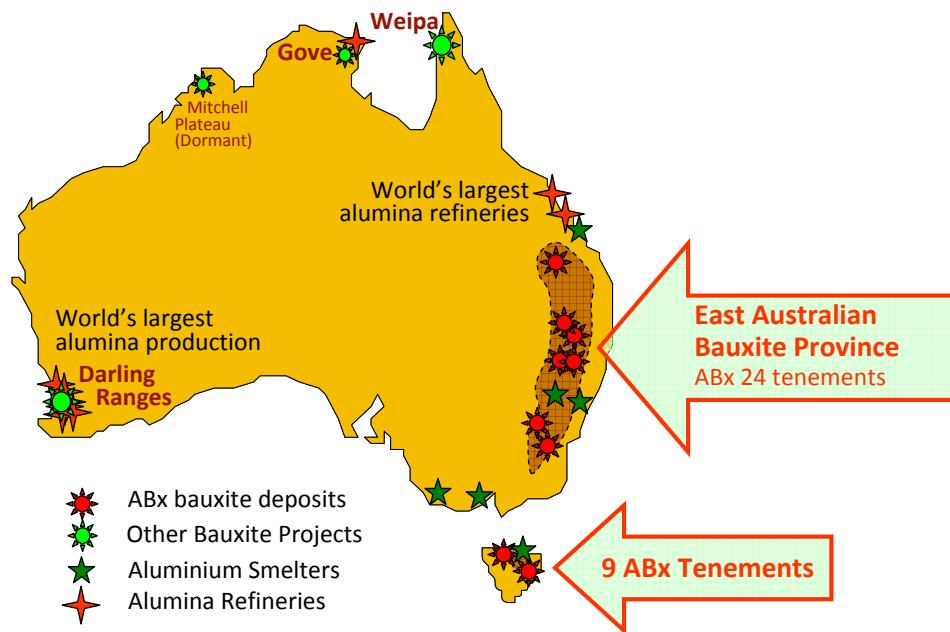 Weipa
Gove
Mitchell
Plateau
(Dormant)
World's largest
alumina refineries
World's largest
alumina production
Darling
Ranges
East Australian
Bauxite Province
ABx 24 tenements
ABx bauxite deposits
Other Bauxite Projects
Aluminium Smelters
Alumina Refineries
9 ABx Tenements